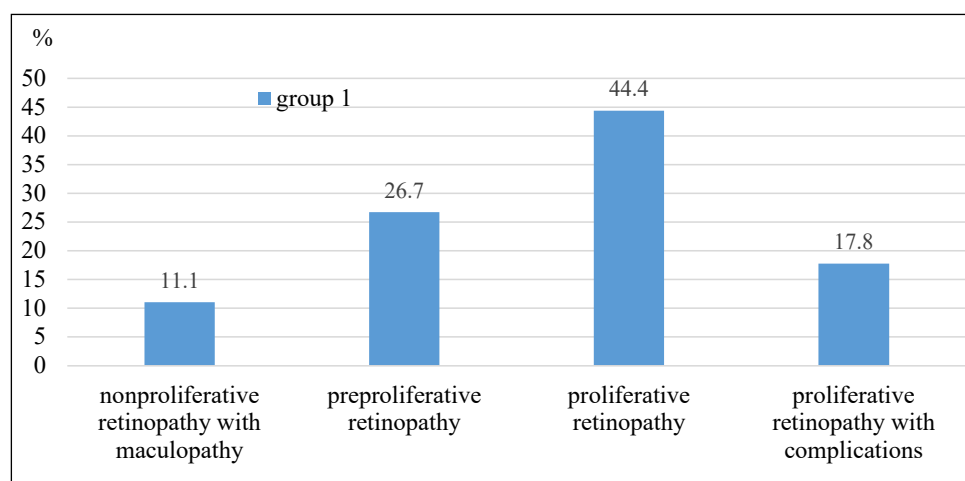 %
50
45
40
35
30
25
20
15
10
5
0
group 1
11.1
26.7
44.4
17.8
nonproliferative
retinopathy with
maculopathy
preproliferative
retinopathy
proliferative
retinopathy
proliferative
retinopathy with
complications